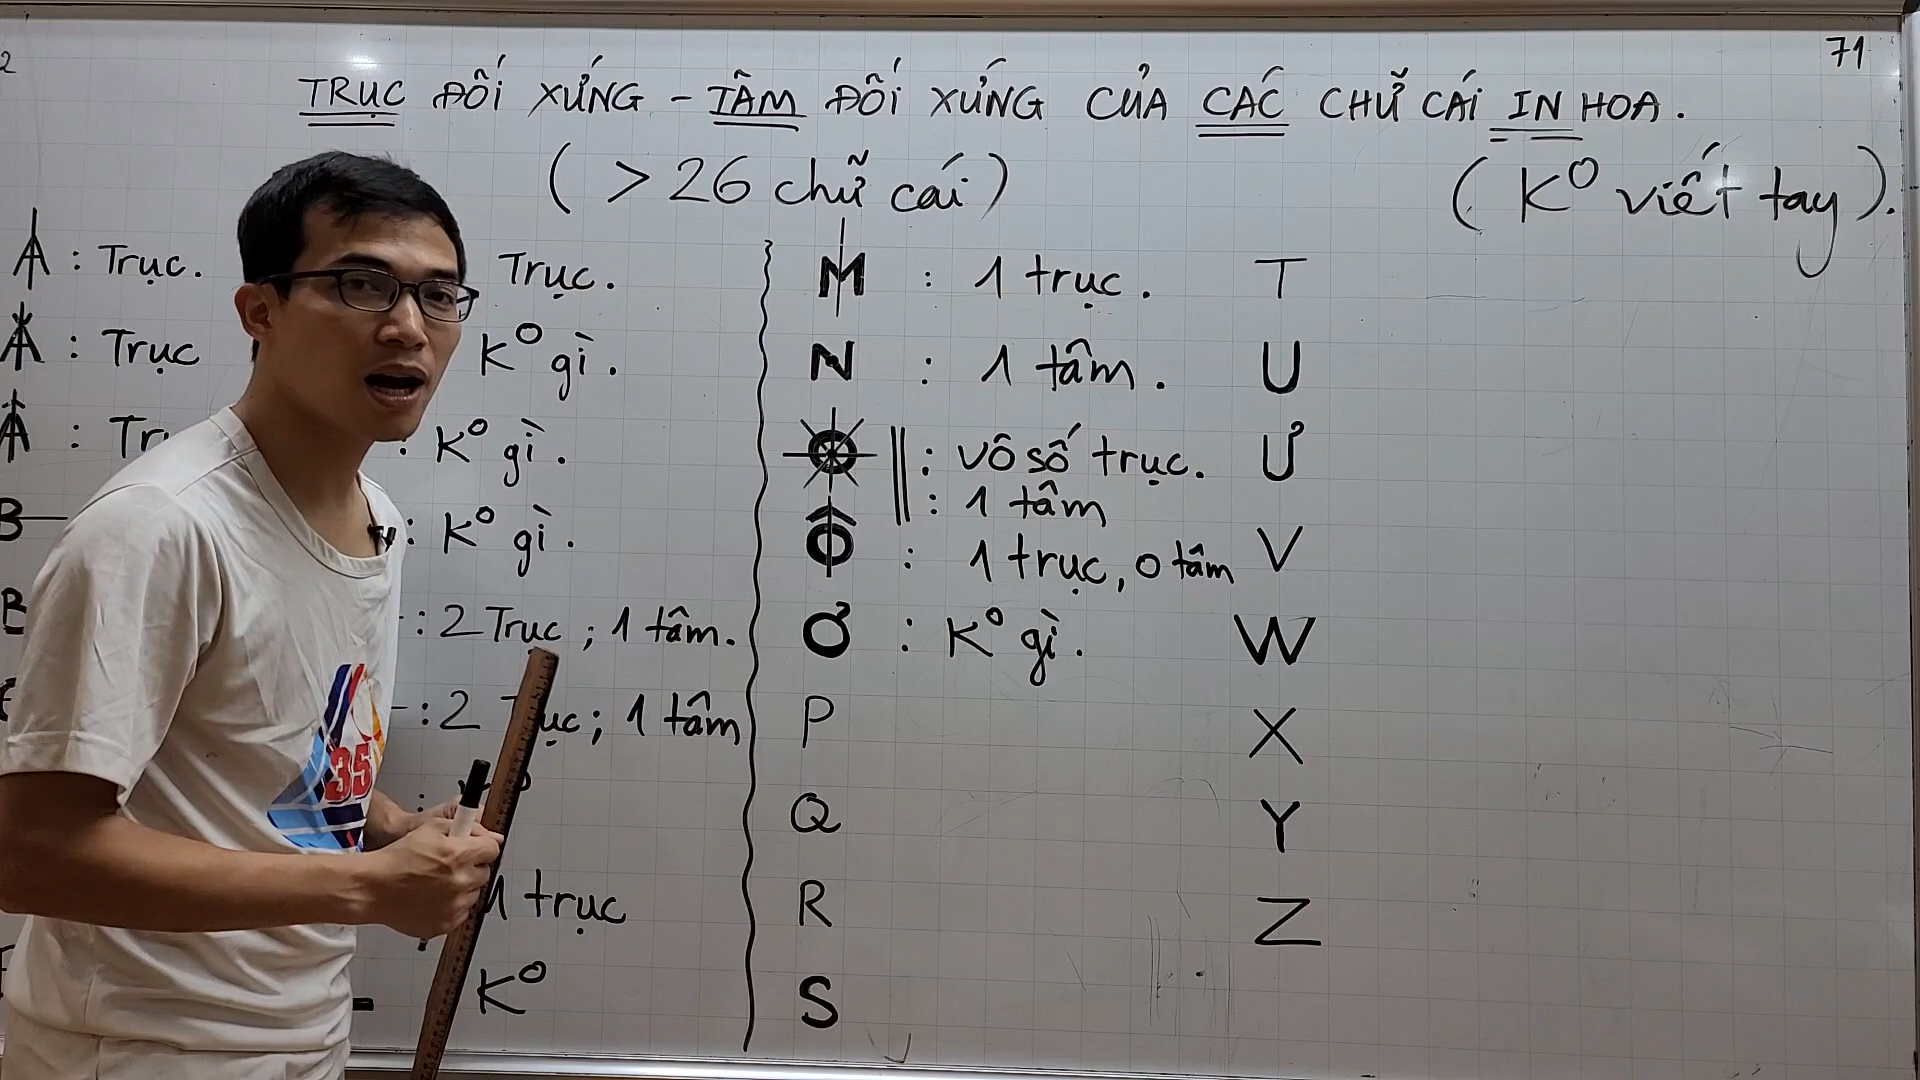 71
2
TRỤC ĐỐI XỨNG - TÂM ĐỐI XỨNG CỦA CÁC CHỮ CÁI IN HOA.
( > 26 chữ cái )
( K⁰ viết tay ).
A : Trục.
Â : Trục
: Tr
B
B
Trục.
K⁰ gì.
: K⁰ gì.
: K⁰ gì.
: 2 Trục ; 1 tâm.
: 2 Trục ; 1 tâm
1 trục
K⁰
35
M : 1 trục.
N : 1 tâm.
O : vô số trục.
: 1 tâm
Ô : 1 trục, 0 tâm
Ơ : K⁰ gì.
P
Q
R
S
T
U
Ư
V
W
X
Y
Z